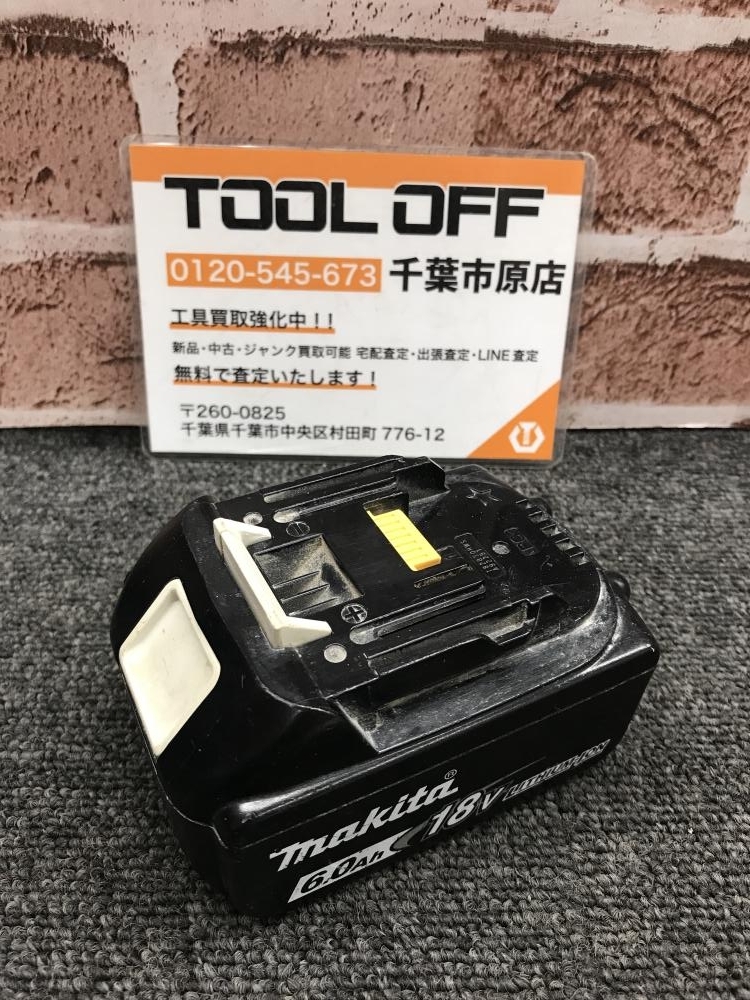 TOOL OFF
0120-545-673 千葉市原店
工具買取強化中！！
新品・中古・ジャンク買取可能 宅配査定・出張査定・LINE査定
無料で査定いたします！
〒260-0825
千葉県千葉市中央区村田町 776-12
makita®
6.0Ah 18V LITHIUM-ION